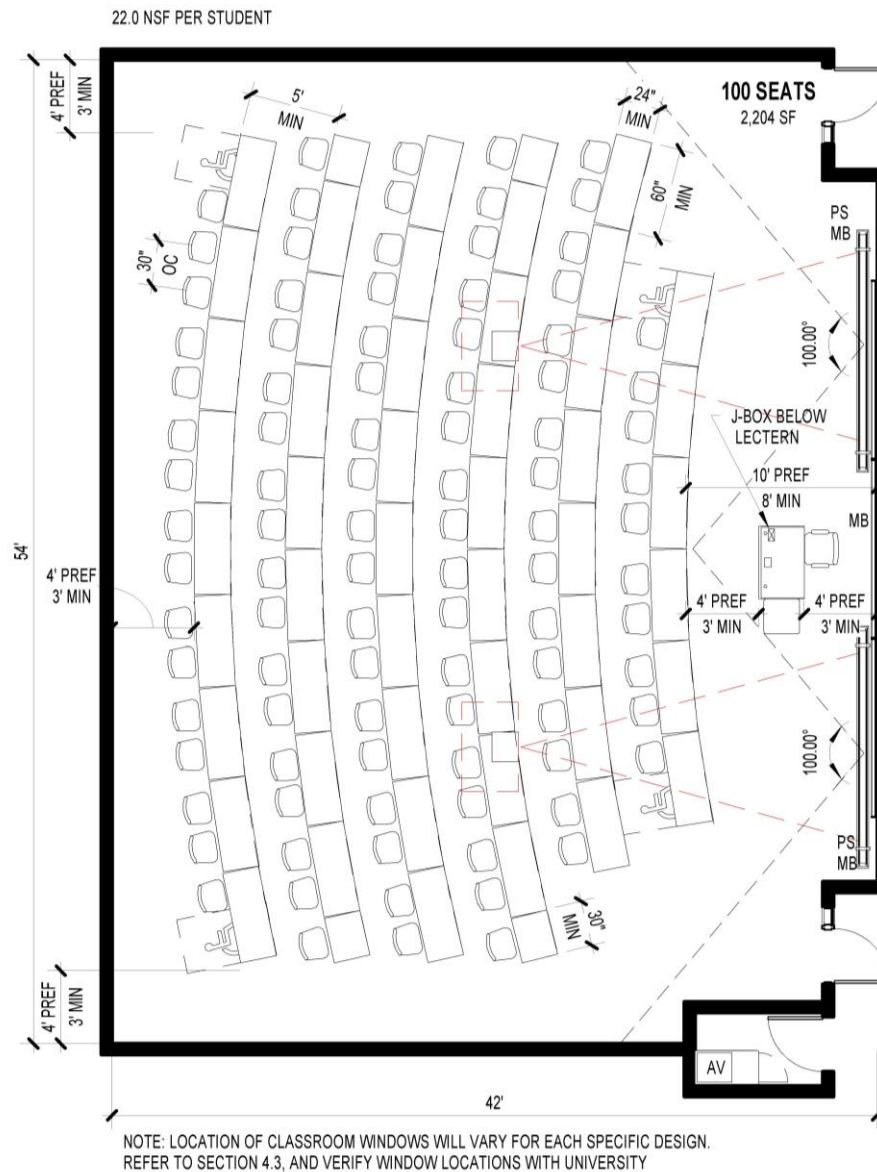 22.0 NSF PER STUDENT
4' PREF
3' MIN
5'
MIN
24"
100 SEATS
2,204 SF
60"
MIN
PS
MB
30"
OC
100.00°
J-BOX BELOW
LECTERN
10' PREF
8' MIN
MB
54'
4' PREF
3' MIN
4' PREF
3' MIN
4' PREF
3' MIN
100.00°
PS
MB
30"
MIN
4' PREF
3' MIN
AV
42'
NOTE: LOCATION OF CLASSROOM WINDOWS WILL VARY FOR EACH SPECIFIC DESIGN.
REFER TO SECTION 4.3, AND VERIFY WINDOW LOCATIONS WITH UNIVERSITY